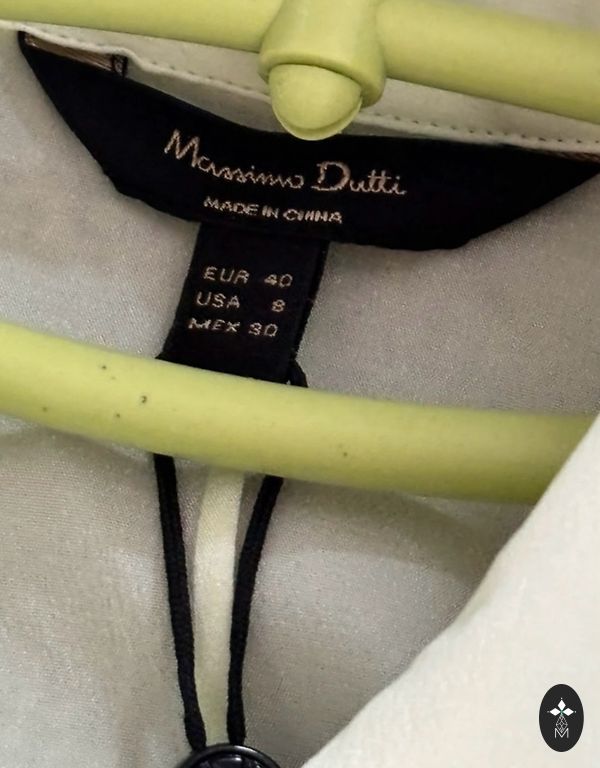 Massimo Dutti
MADE IN CHINA
EUR 40
USA 8
MEX 30
M